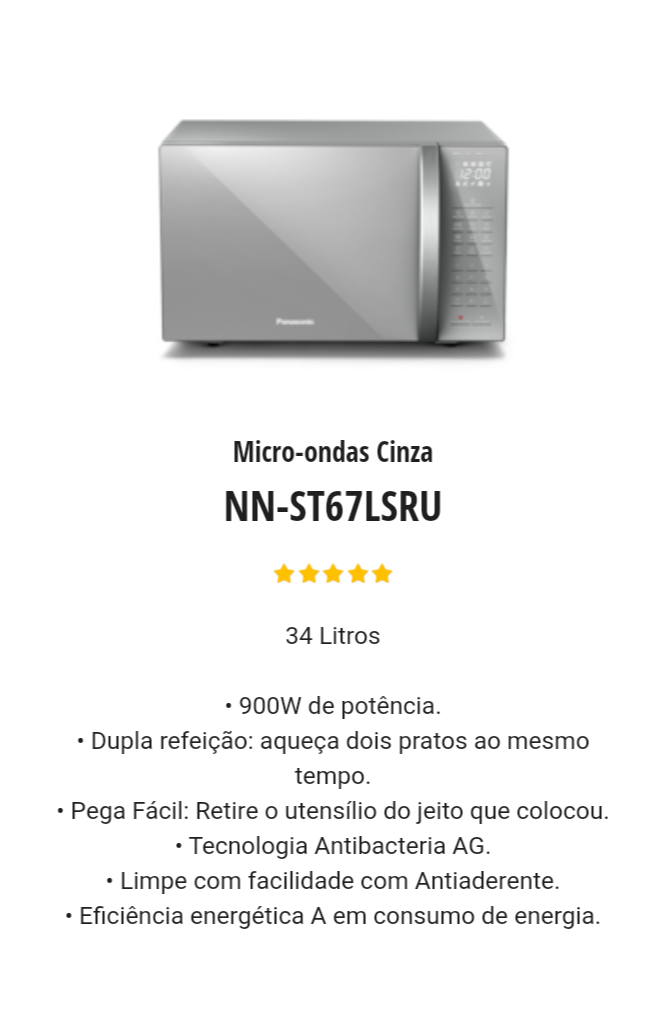 12:00
Panasonic
Micro-ondas Cinza
NN-ST67LSRU
34 Litros
• 900W de potência.
• Dupla refeição: aqueça dois pratos ao mesmo
tempo.
• Pega Fácil: Retire o utensílio do jeito que colocou.
• Tecnologia Antibacteria AG.
• Limpe com facilidade com Antiaderente.
• Eficiência energética A em consumo de energia.